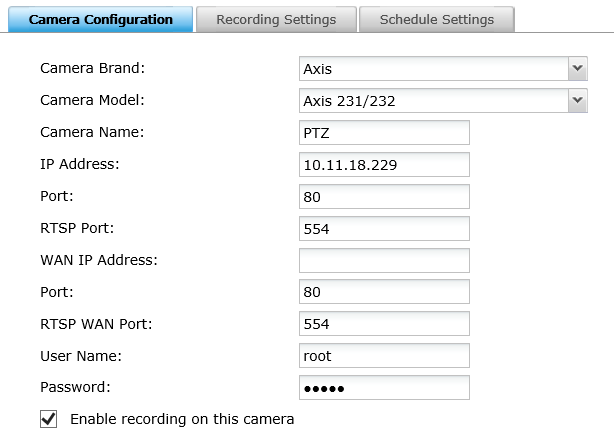 Camera Configuration Recording Settings Schedule Settings
Camera Brand: Axis
Camera Model: Axis 231/232
Camera Name: PTZ
IP Address: 10.11.18.229
Port: 80
RTSP Port: 554
WAN IP Address:
Port: 80
RTSP WAN Port: 554
User Name: root
Password: •••••
Enable recording on this camera